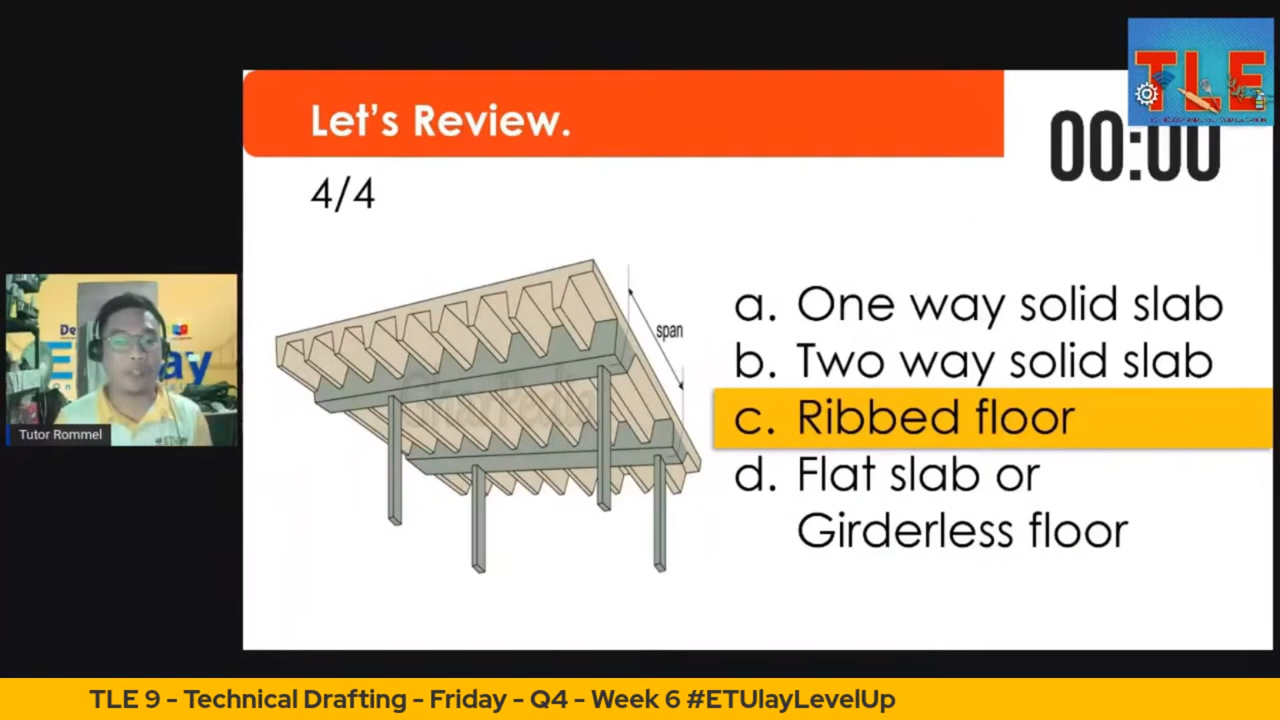 TLE
Let's Review.
00:00
4/4
span
a. One way solid slab
b. Two way solid slab
c. Ribbed floor
d. Flat slab or
Girderless floor
Tutor Rommel
TLE 9 - Technical Drafting - Friday - Q4 - Week 6 #ETUlayLevelUp